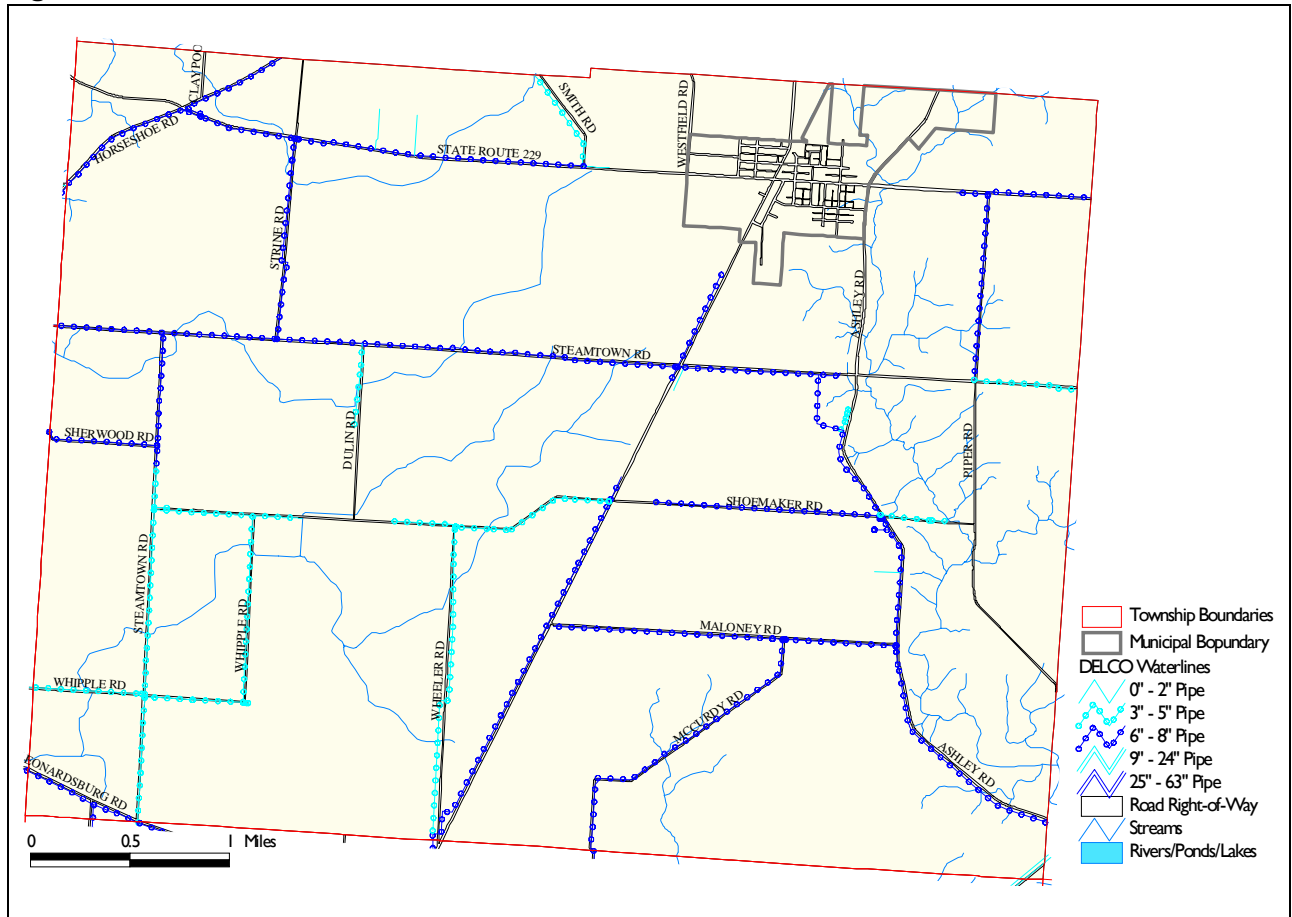 CLAYPOO
SMITH RD
WESTFIELD RD
HORSESHOE RD
STATE ROUTE 229
STRINE RD
ASHLEY RD
STEAMTOWN RD
SHERWOOD RD
DULIN RD
PIPER RD
SHOEMAKER RD
STEAMTOWN RD
WHIPPLE RD
MALONEY RD
WHEELER RD
WHIPPLE RD
MCCURDY RD
ASHLEY RD
EONARDSBURG RD
0 0.5 1 Miles
Township Boundaries
Municipal Bopundary
DELCO Waterlines
0" - 2" Pipe
3" - 5" Pipe
6" - 8" Pipe
9" - 24" Pipe
25" - 63" Pipe
Road Right-of-Way
Streams
Rivers/Ponds/Lakes